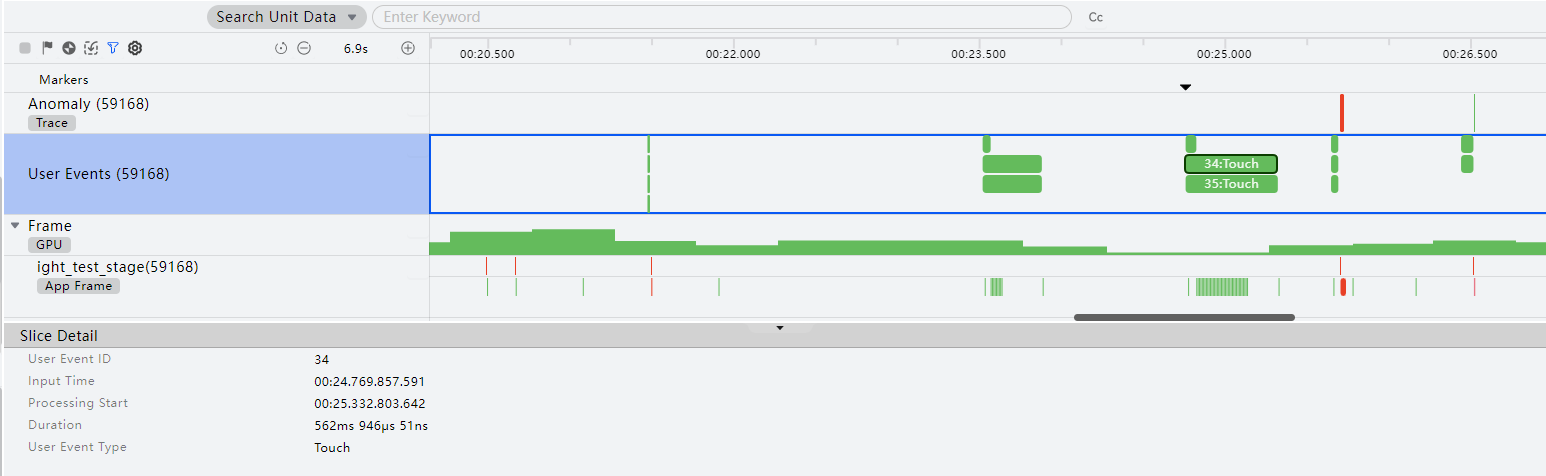 Search Unit Data Enter Keyword Cc
6.9s 00:20.500 00:22.000 00:23.500 00:25.000 00:26.500
Markers
Anomaly (59168)
Trace
User Events (59168)
34:Touch
35:Touch
Frame
GPU
ight_test_stage(59168)
App Frame
Slice Detail
User Event ID 34
Input Time 00:24.769.857.591
Processing Start 00:25.332.803.642
Duration 562ms 946μs 51ns
User Event Type Touch